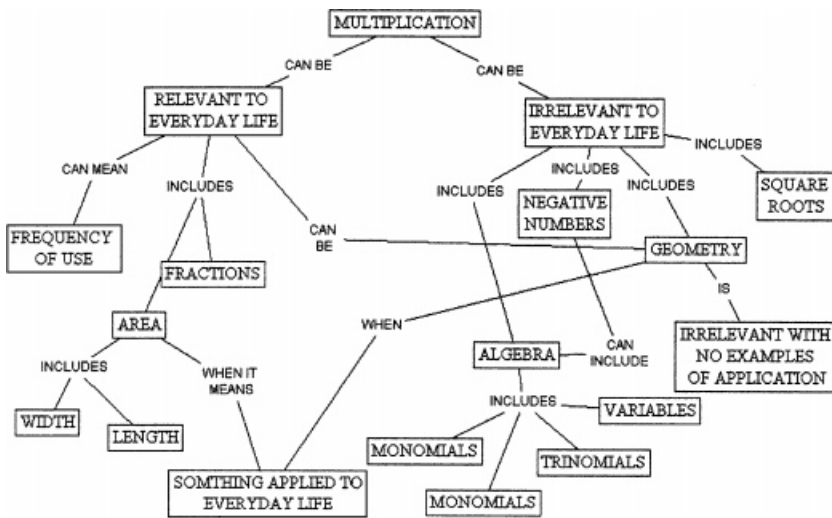 MULTIPLICATION
CAN BE
CAN BE
RELEVANT TO
EVERYDAY LIFE
IRRELEVANT TO
EVERYDAY LIFE
CAN MEAN
INCLUDES
INCLUDES
INCLUDES
INCLUDES
INCLUDES
SQUARE
ROOTS
NEGATIVE
NUMBERS
FREQUENCY
OF USE
CAN
BE
GEOMETRY
FRACTIONS
IS
AREA
WHEN
IRRELEVANT WITH
NO EXAMPLES
OF APPLICATION
ALGEBRA
CAN
INCLUDE
INCLUDES
WHEN IT
MEANS
INCLUDES
VARIABLES
WIDTH
LENGTH
MONOMIALS
TRINOMIALS
SOMTHING APPLIED TO
EVERYDAY LIFE
MONOMIALS